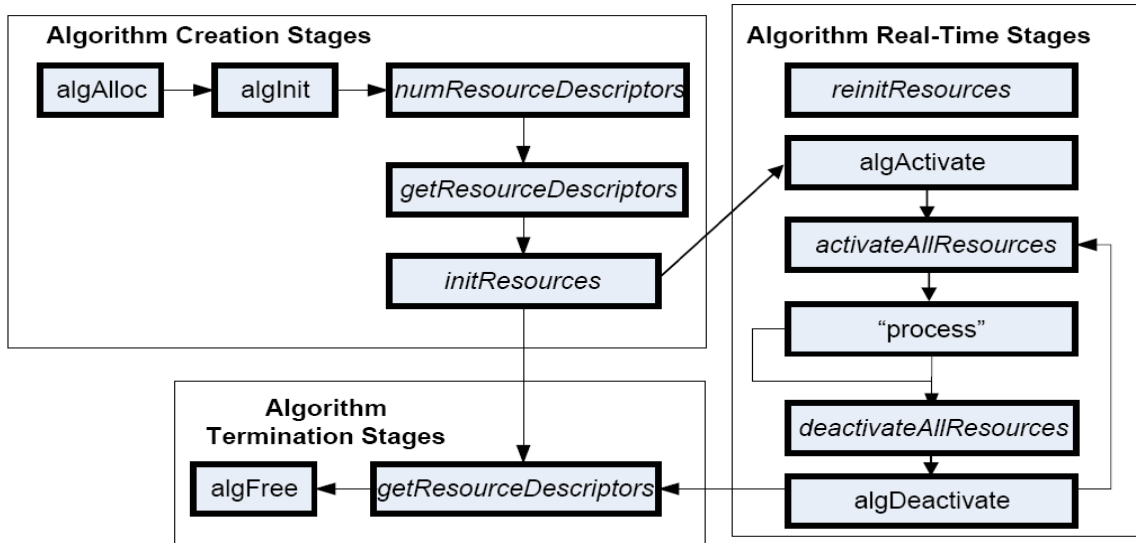 Algorithm Creation Stages
algAlloc
algInit
numResourceDescriptors
getResourceDescriptors
initResources
Algorithm Real-Time Stages
reinitResources
algActivate
activateAllResources
“process”
deactivateAllResources
algDeactivate
Algorithm
Termination Stages
algFree
getResourceDescriptors